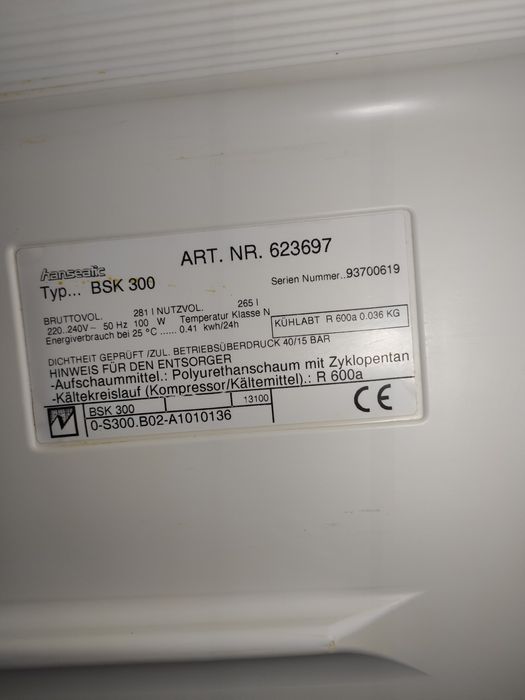 hanseatic ART. NR. 623697
Typ... BSK 300 Serien Nummer..93700619
BRUTTOVOL. 281 l NUTZVOL. 265 l
220..240V~ 50 Hz 100 W Temperatur Klasse N KÜHLABT R 600a 0.036 KG
Energiverbrauch bei 25 °C ...... 0.41 kwh/24h
DICHTHEIT GEPRÜFT /ZUL. BETRIEBSÜBERDRUCK 40/15 BAR
HINWEIS FÜR DEN ENTSORGER
-Aufschaummittel.: Polyurethanschaum mit Zyklopentan
-Kältekreislauf (Kompressor/Kältemittel).: R 600a
BSK 300 13100
0-S300.B02-A1010136
CE